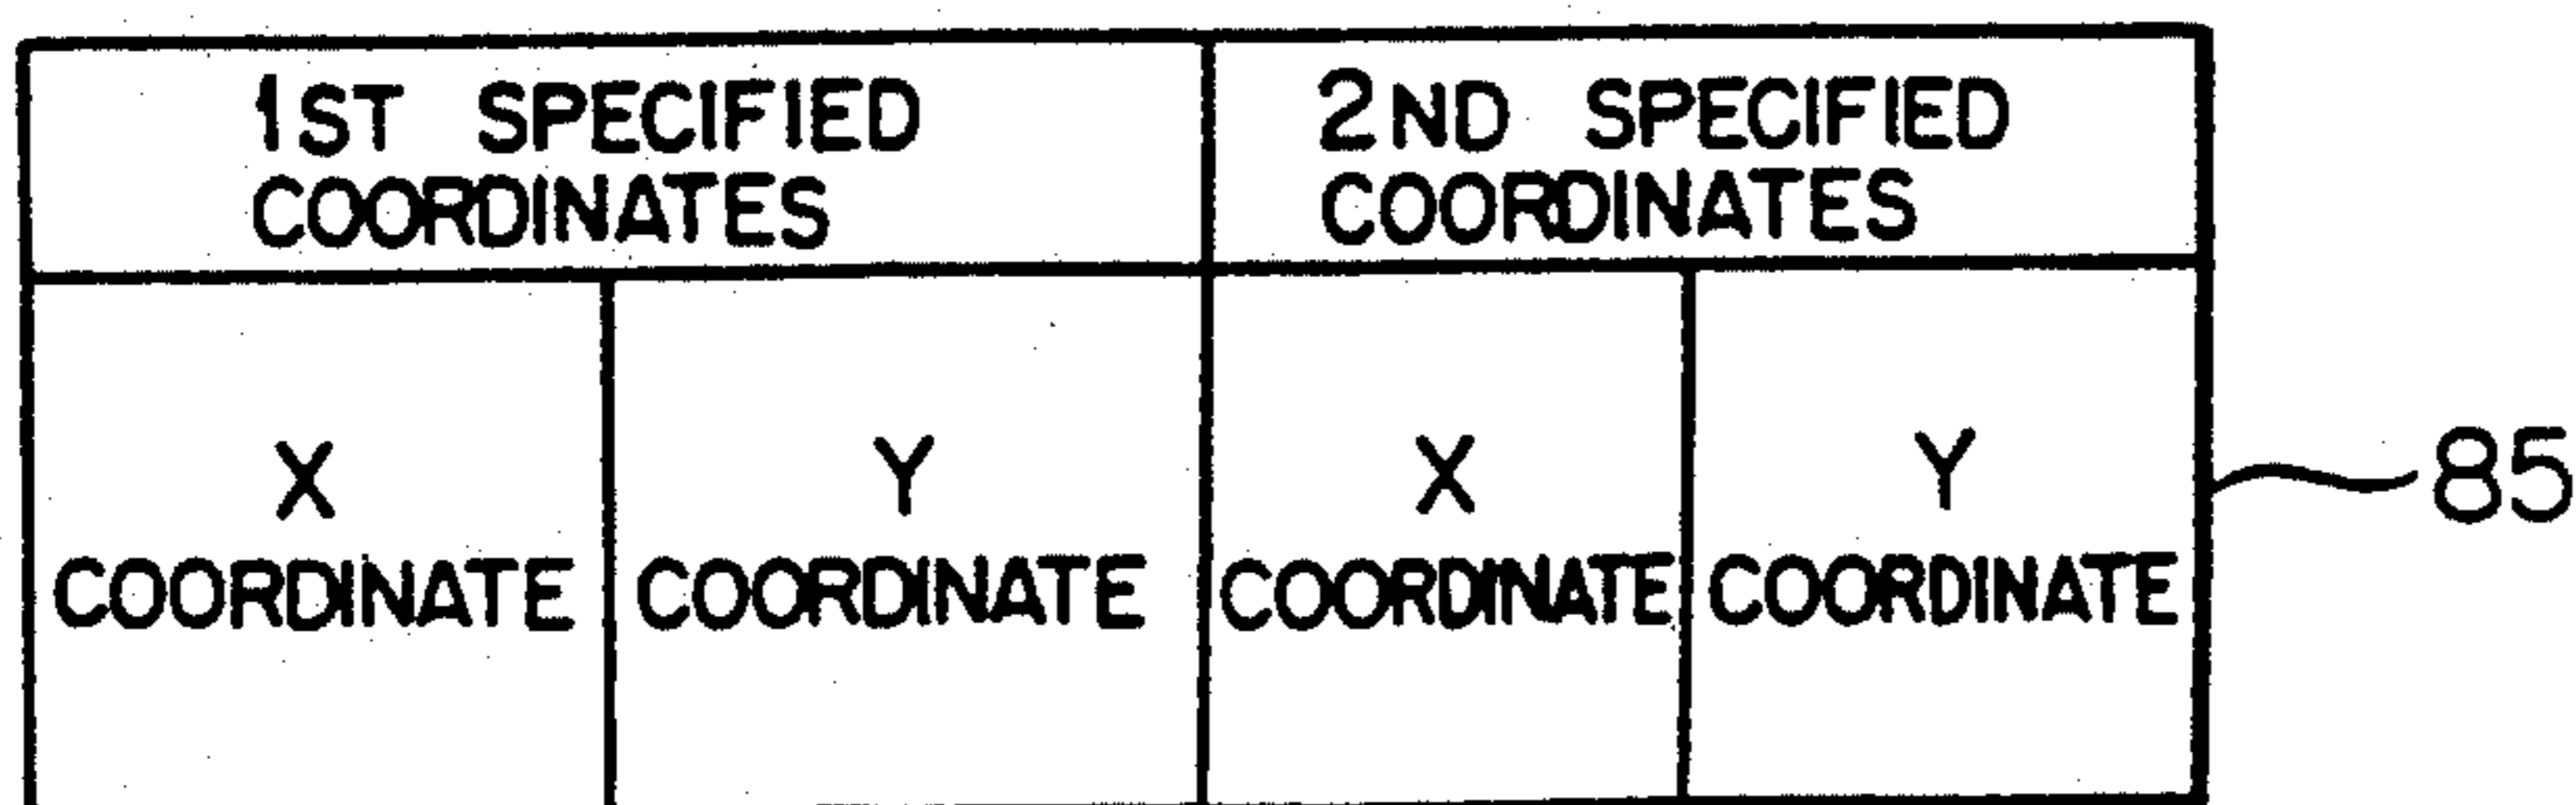 1ST SPECIFIED
COORDINATES
2ND SPECIFIED
COORDINATES
X
COORDINATE
Y
COORDINATE
X
COORDINATE
Y
COORDINATE
85